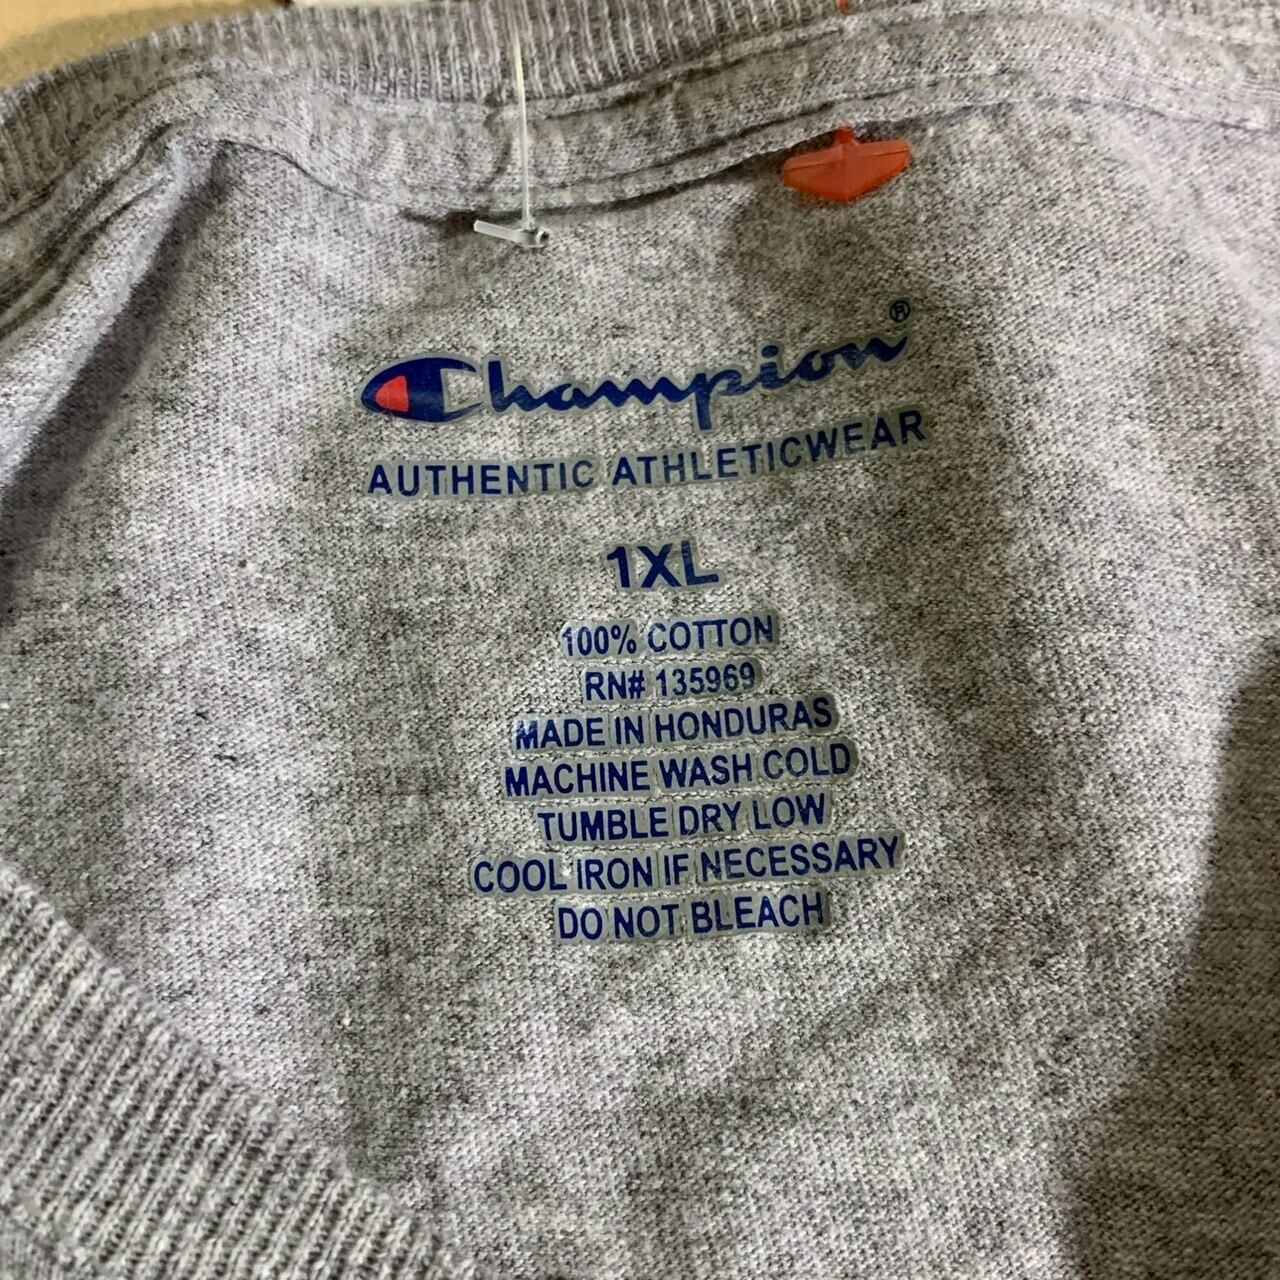 Champion®
AUTHENTIC ATHLETICWEAR
1XL
100% COTTON
RN# 135969
MADE IN HONDURAS
MACHINE WASH COLD
TUMBLE DRY LOW
COOL IRON IF NECESSARY
DO NOT BLEACH